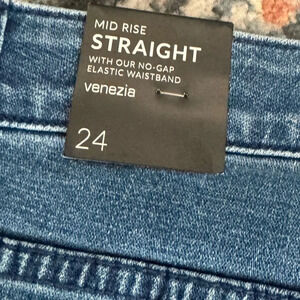 MID RISE
STRAIGHT
WITH OUR NO-GAP
ELASTIC WAISTBAND
venezia
24